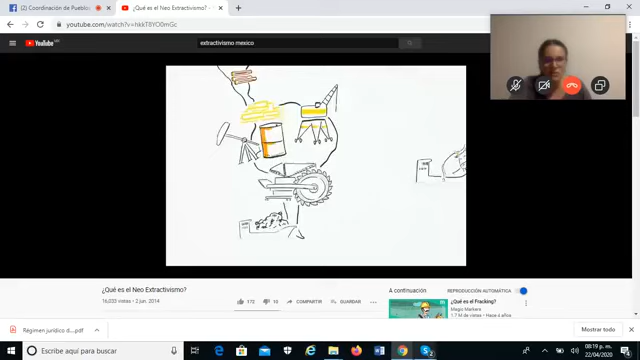 Coordinación de Pueblo
¿Qué es el Neo Extractivismo? -
youtube.com/watch?v=hkkT8YO0mGc
YouTube
MX
extractivismo mexico
¿Qué es el Neo Extractivismo?
16,033 vistas • 2 jun. 2014
172
10
COMPARTIR
GUARDAR
A continuación
REPRODUCCIÓN AUTOMÁTICA
¿Qué es el Fracking?
Magic Markers
1.7 M de vistas • Hace 4 años
Régimen jurídico d....pdf
Mostrar todo
Escribe aquí para buscar
08:19 p. m.
22/04/2020